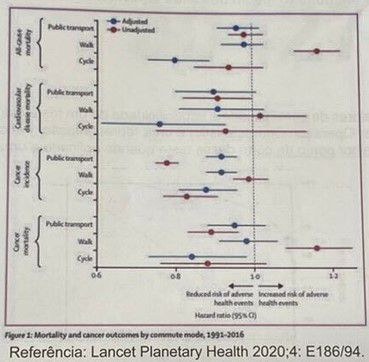 Adjusted
Unadjusted
All-cause
mortality
Public transport
Walk
Cycle
Cardiovascular
disease mortality
Public transport
Walk
Cycle
Cancer
incidence
Public transport
Walk
Cycle
Cancer
mortality
Public transport
Walk
Cycle
0.6
0.8
1.0
1.2
Reduced risk of adverse
health events
Increased risk of adverse
health events
Hazard ratio (95% CI)
Figure 1: Mortality and cancer outcomes by commute mode, 1991–2016
Referência: Lancet Planetary Health 2020;4: E186/94.